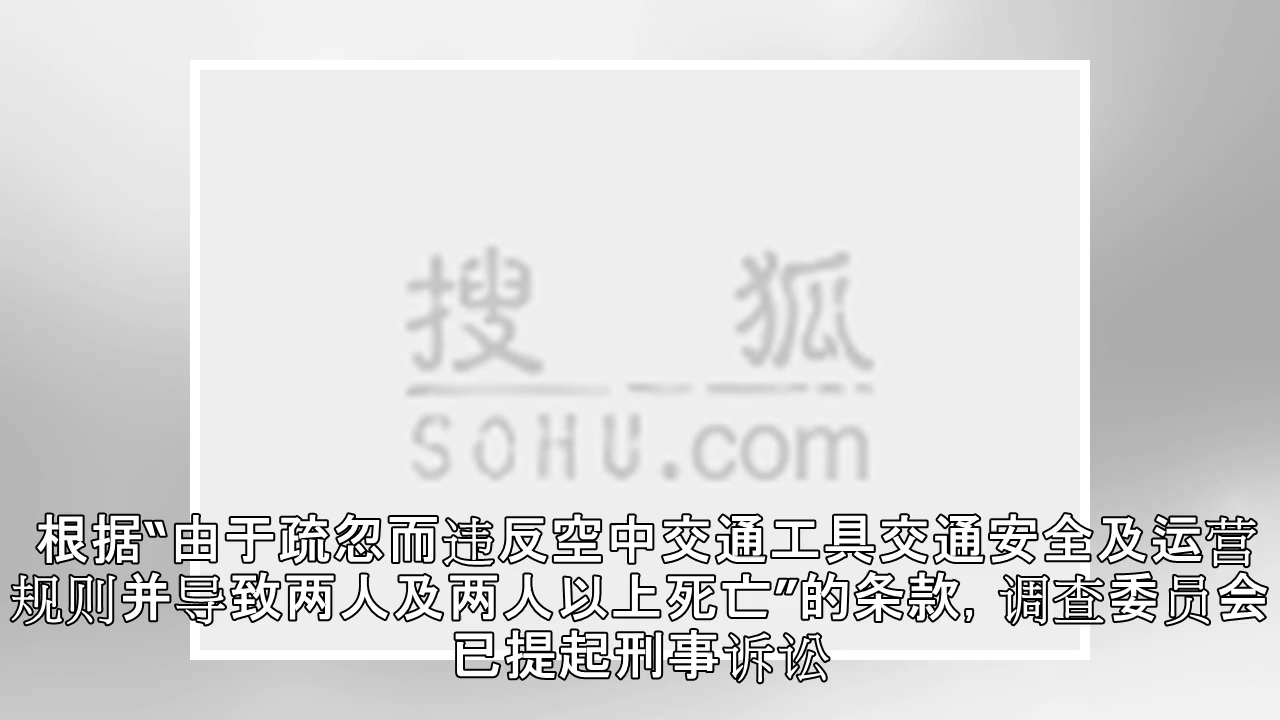 搜 狐
SOHU.com
根据“由于疏忽而违反空中交通工具交通安全及运营
规则并导致两人及两人以上死亡”的条款, 调查委员会
已提起刑事诉讼